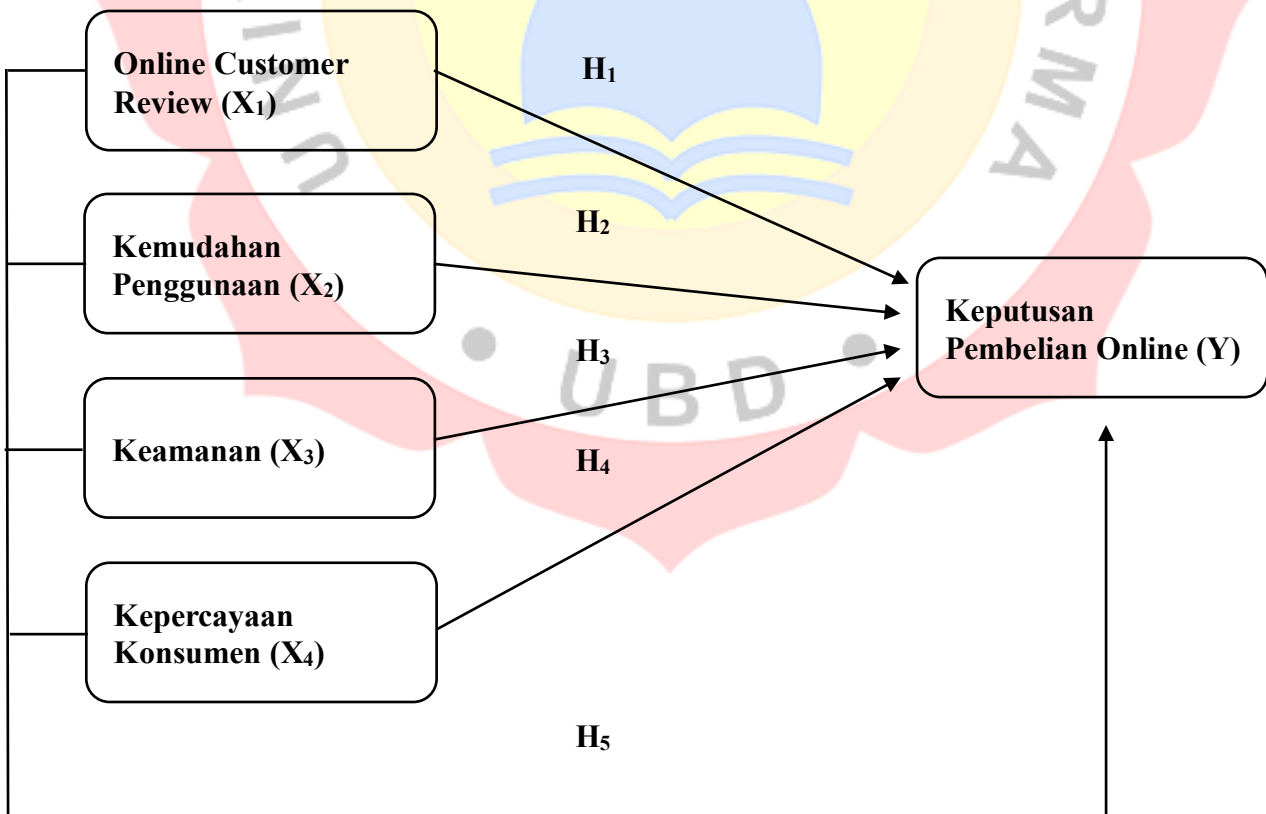 Online Customer
Review (X₁)
H₁
Kemudahan
Penggunaan (X₂)
H₂
Keputusan
Pembelian Online (Y)
H₃
Keamanan (X₃)
H₄
Kepercayaan
Konsumen (X₄)
H₅
UBD